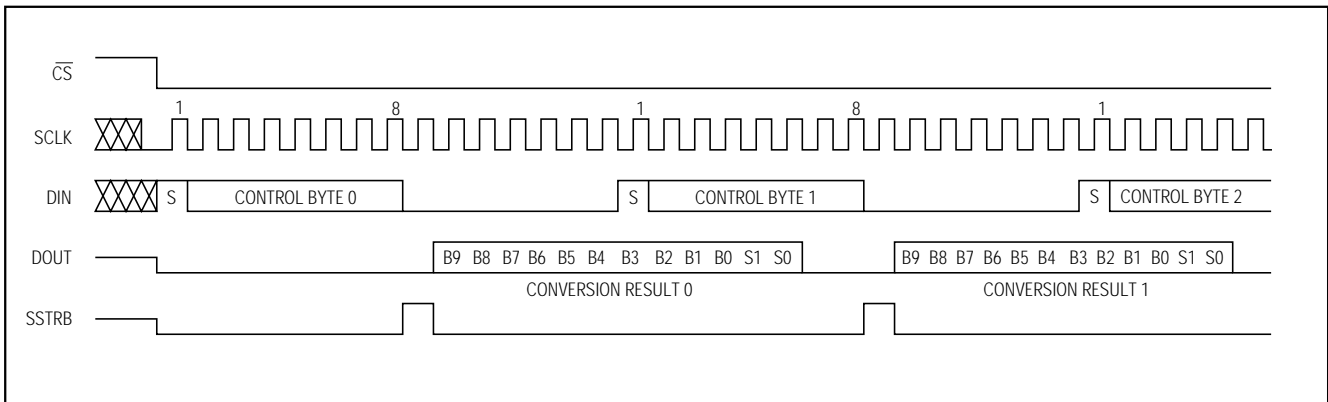 CS
1 8 1 8 1
SCLK
DIN S CONTROL BYTE 0 S CONTROL BYTE 1 S CONTROL BYTE 2
DOUT B9 B8 B7 B6 B5 B4 B3 B2 B1 B0 S1 S0 B9 B8 B7 B6 B5 B4 B3 B2 B1 B0 S1 S0
CONVERSION RESULT 0 CONVERSION RESULT 1
SSTRB